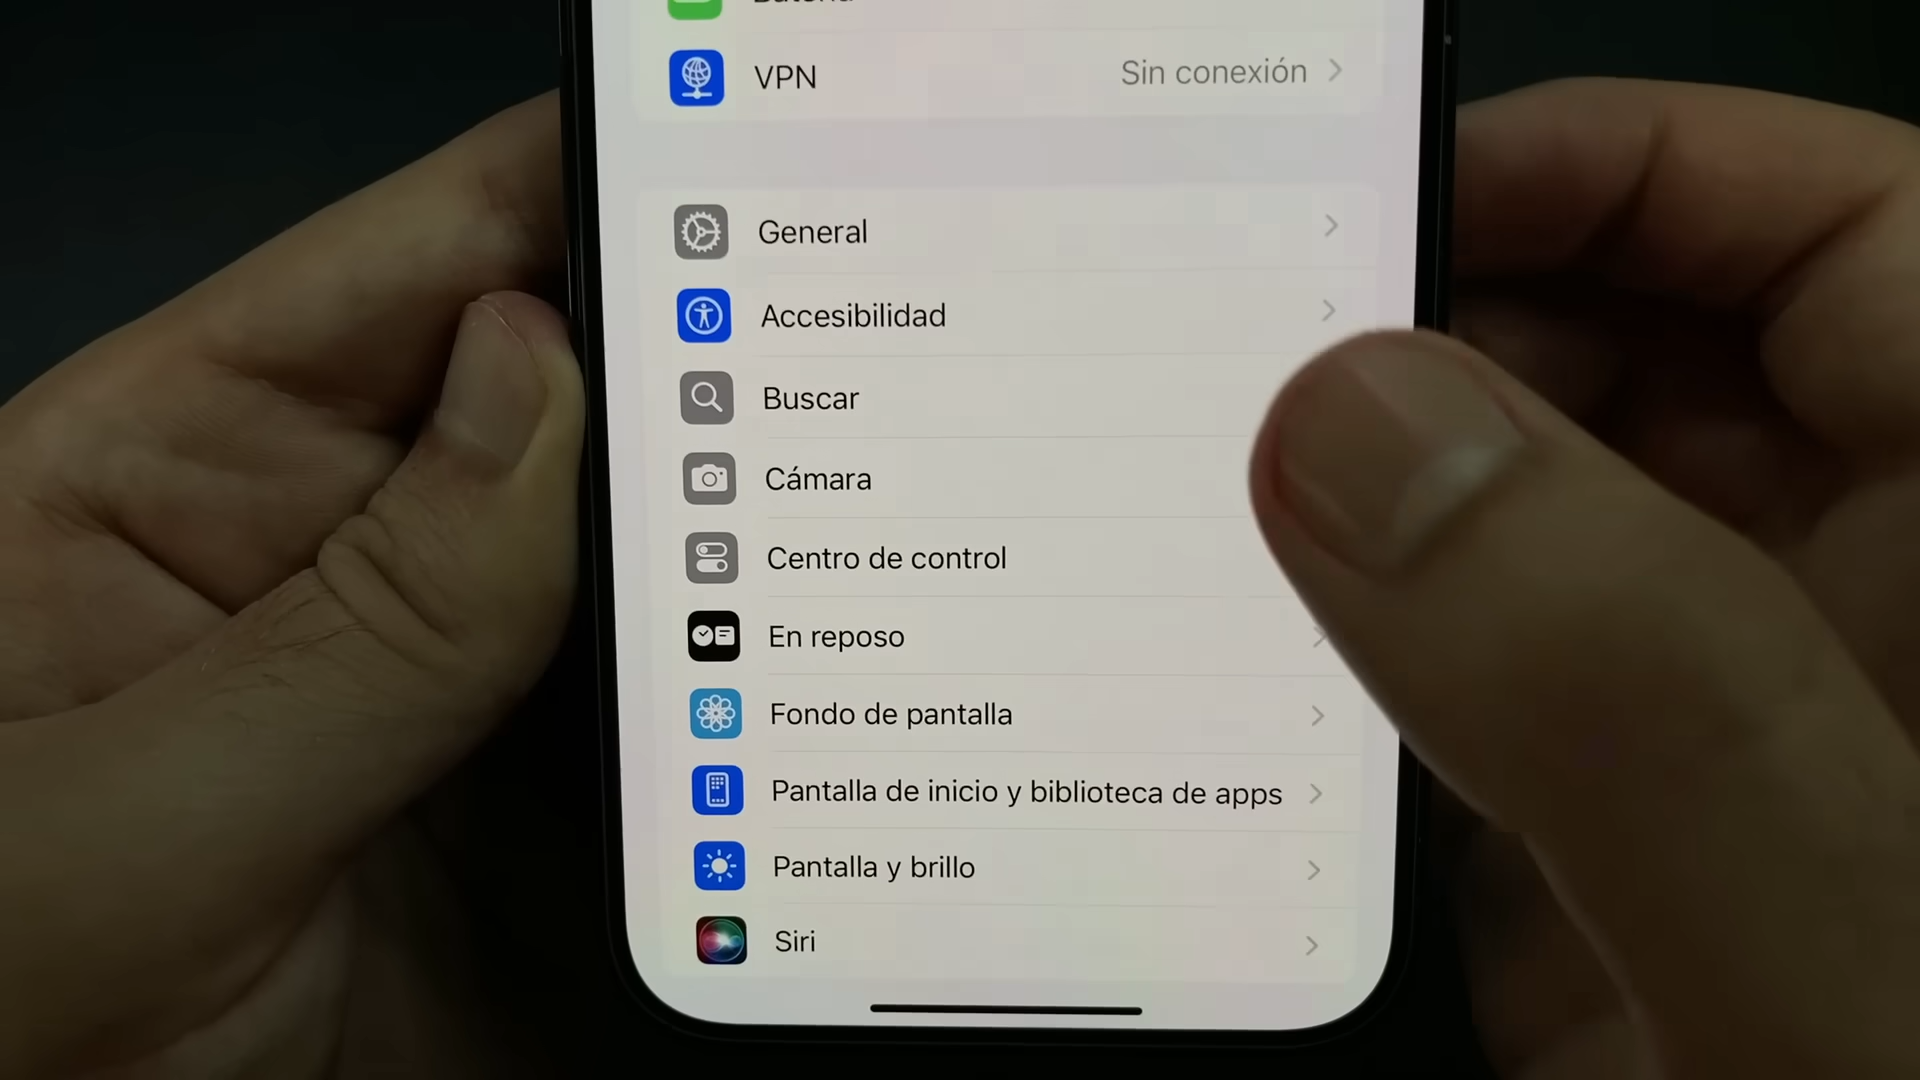 Batería
VPN
Sin conexión
General
Accesibilidad
Buscar
Cámara
Centro de control
En reposo
Fondo de pantalla
Pantalla de inicio y biblioteca de apps
Pantalla y brillo
Siri